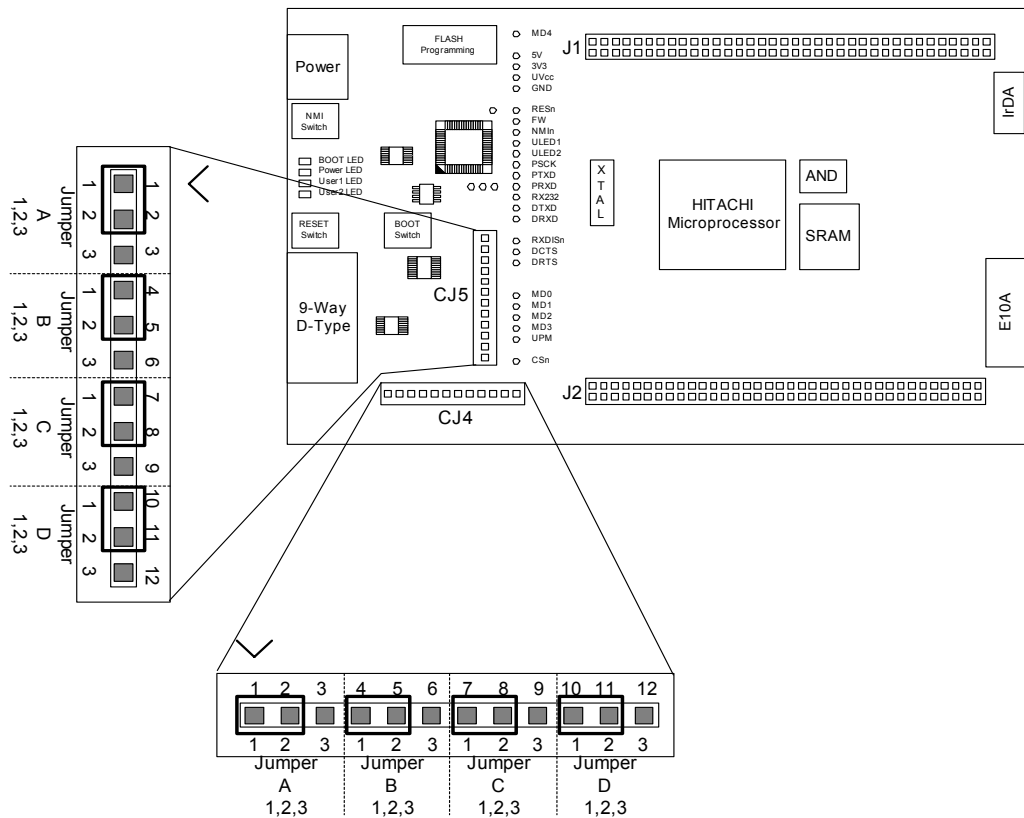 FLASH
Programming
MD4
J1
5V
3V3
UVcc
GND
Power
IrDA
NMI
Switch
RESn
FW
NMIn
ULED1
ULED2
PSCK
PTXD
PRXD
RX232
DTXD
DRXD
BOOT LED
Power LED
User1 LED
User2 LED
XTAL
HITACHI
Microprocessor
AND
SRAM
RESET
Switch
BOOT
Switch
RXDISn
DCTS
DRTS
CJ5
9-Way
D-Type
MD0
MD1
MD2
MD3
UPM
CSn
E10A
J2
CJ4
1 2 3 4 5 6 7 8 9 10 11 12
1 2 3 1 2 3 1 2 3 1 2 3
Jumper
A
1,2,3
Jumper
B
1,2,3
Jumper
C
1,2,3
Jumper
D
1,2,3
1 2 3 4 5 6 7 8 9 10 11 12
1 2 3 1 2 3 1 2 3 1 2 3
Jumper Jumper Jumper Jumper
A B C D
1,2,3 1,2,3 1,2,3 1,2,3